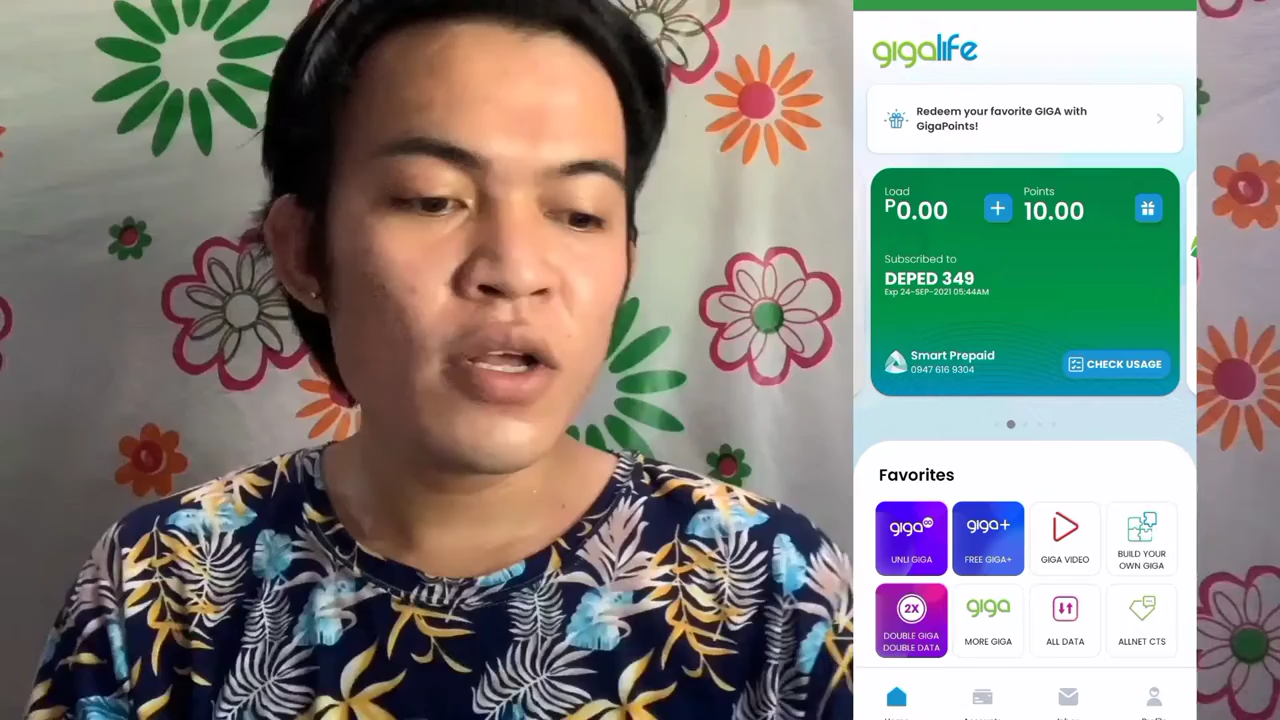 gigalife
Redeem your favorite GIGA with
GigaPoints!
Load
Points
P0.00
10.00
Subscribed to
DEPED 349
Exp 24-SEP-2021 05:44AM
Smart Prepaid
0947 616 9304
CHECK USAGE
Favorites
giga
UNLI GIGA
giga+
FREE GIGA+
GIGA VIDEO
BUILD YOUR
OWN GIGA
2X
DOUBLE GIGA
DOUBLE DATA
giga
MORE GIGA
ALL DATA
ALLNET CTS